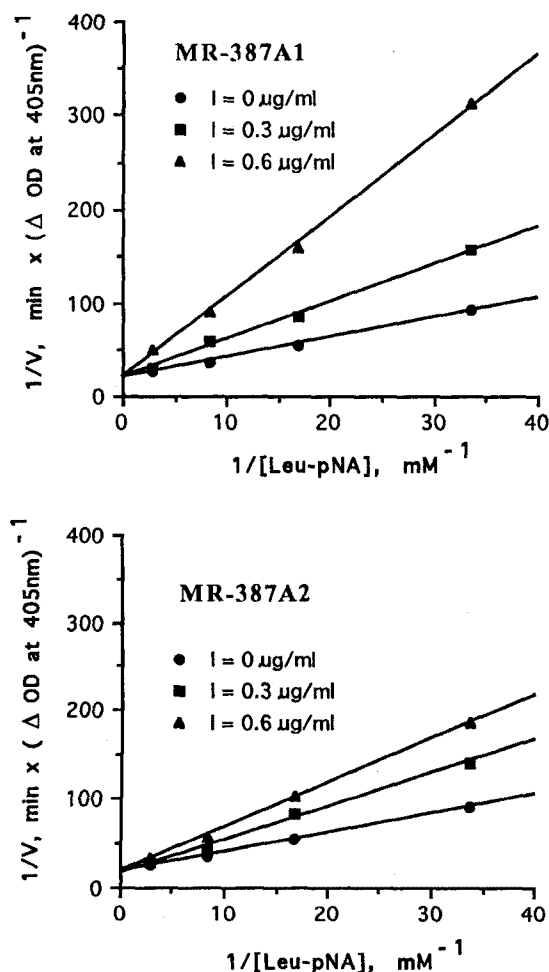 MR-387A1
I = 0 µg/ml
I = 0.3 µg/ml
I = 0.6 µg/ml
1/V, min x (Δ OD at 405nm)⁻¹
400
300
200
100
0
0 10 20 30 40
1/[Leu-pNA], mM⁻¹
MR-387A2
I = 0 µg/ml
I = 0.3 µg/ml
I = 0.6 µg/ml
1/V, min x (Δ OD at 405nm)⁻¹
400
300
200
100
0
0 10 20 30 40
1/[Leu-pNA], mM⁻¹